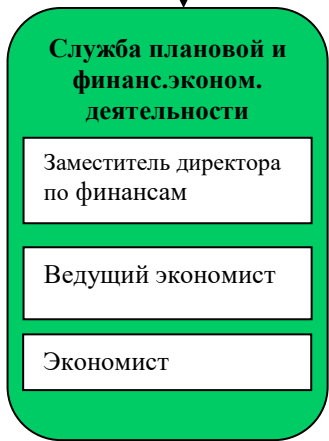 Служба плановой и
финанс.эконом.
деятельности
Заместитель директора
по финансам
Ведущий экономист
Экономист